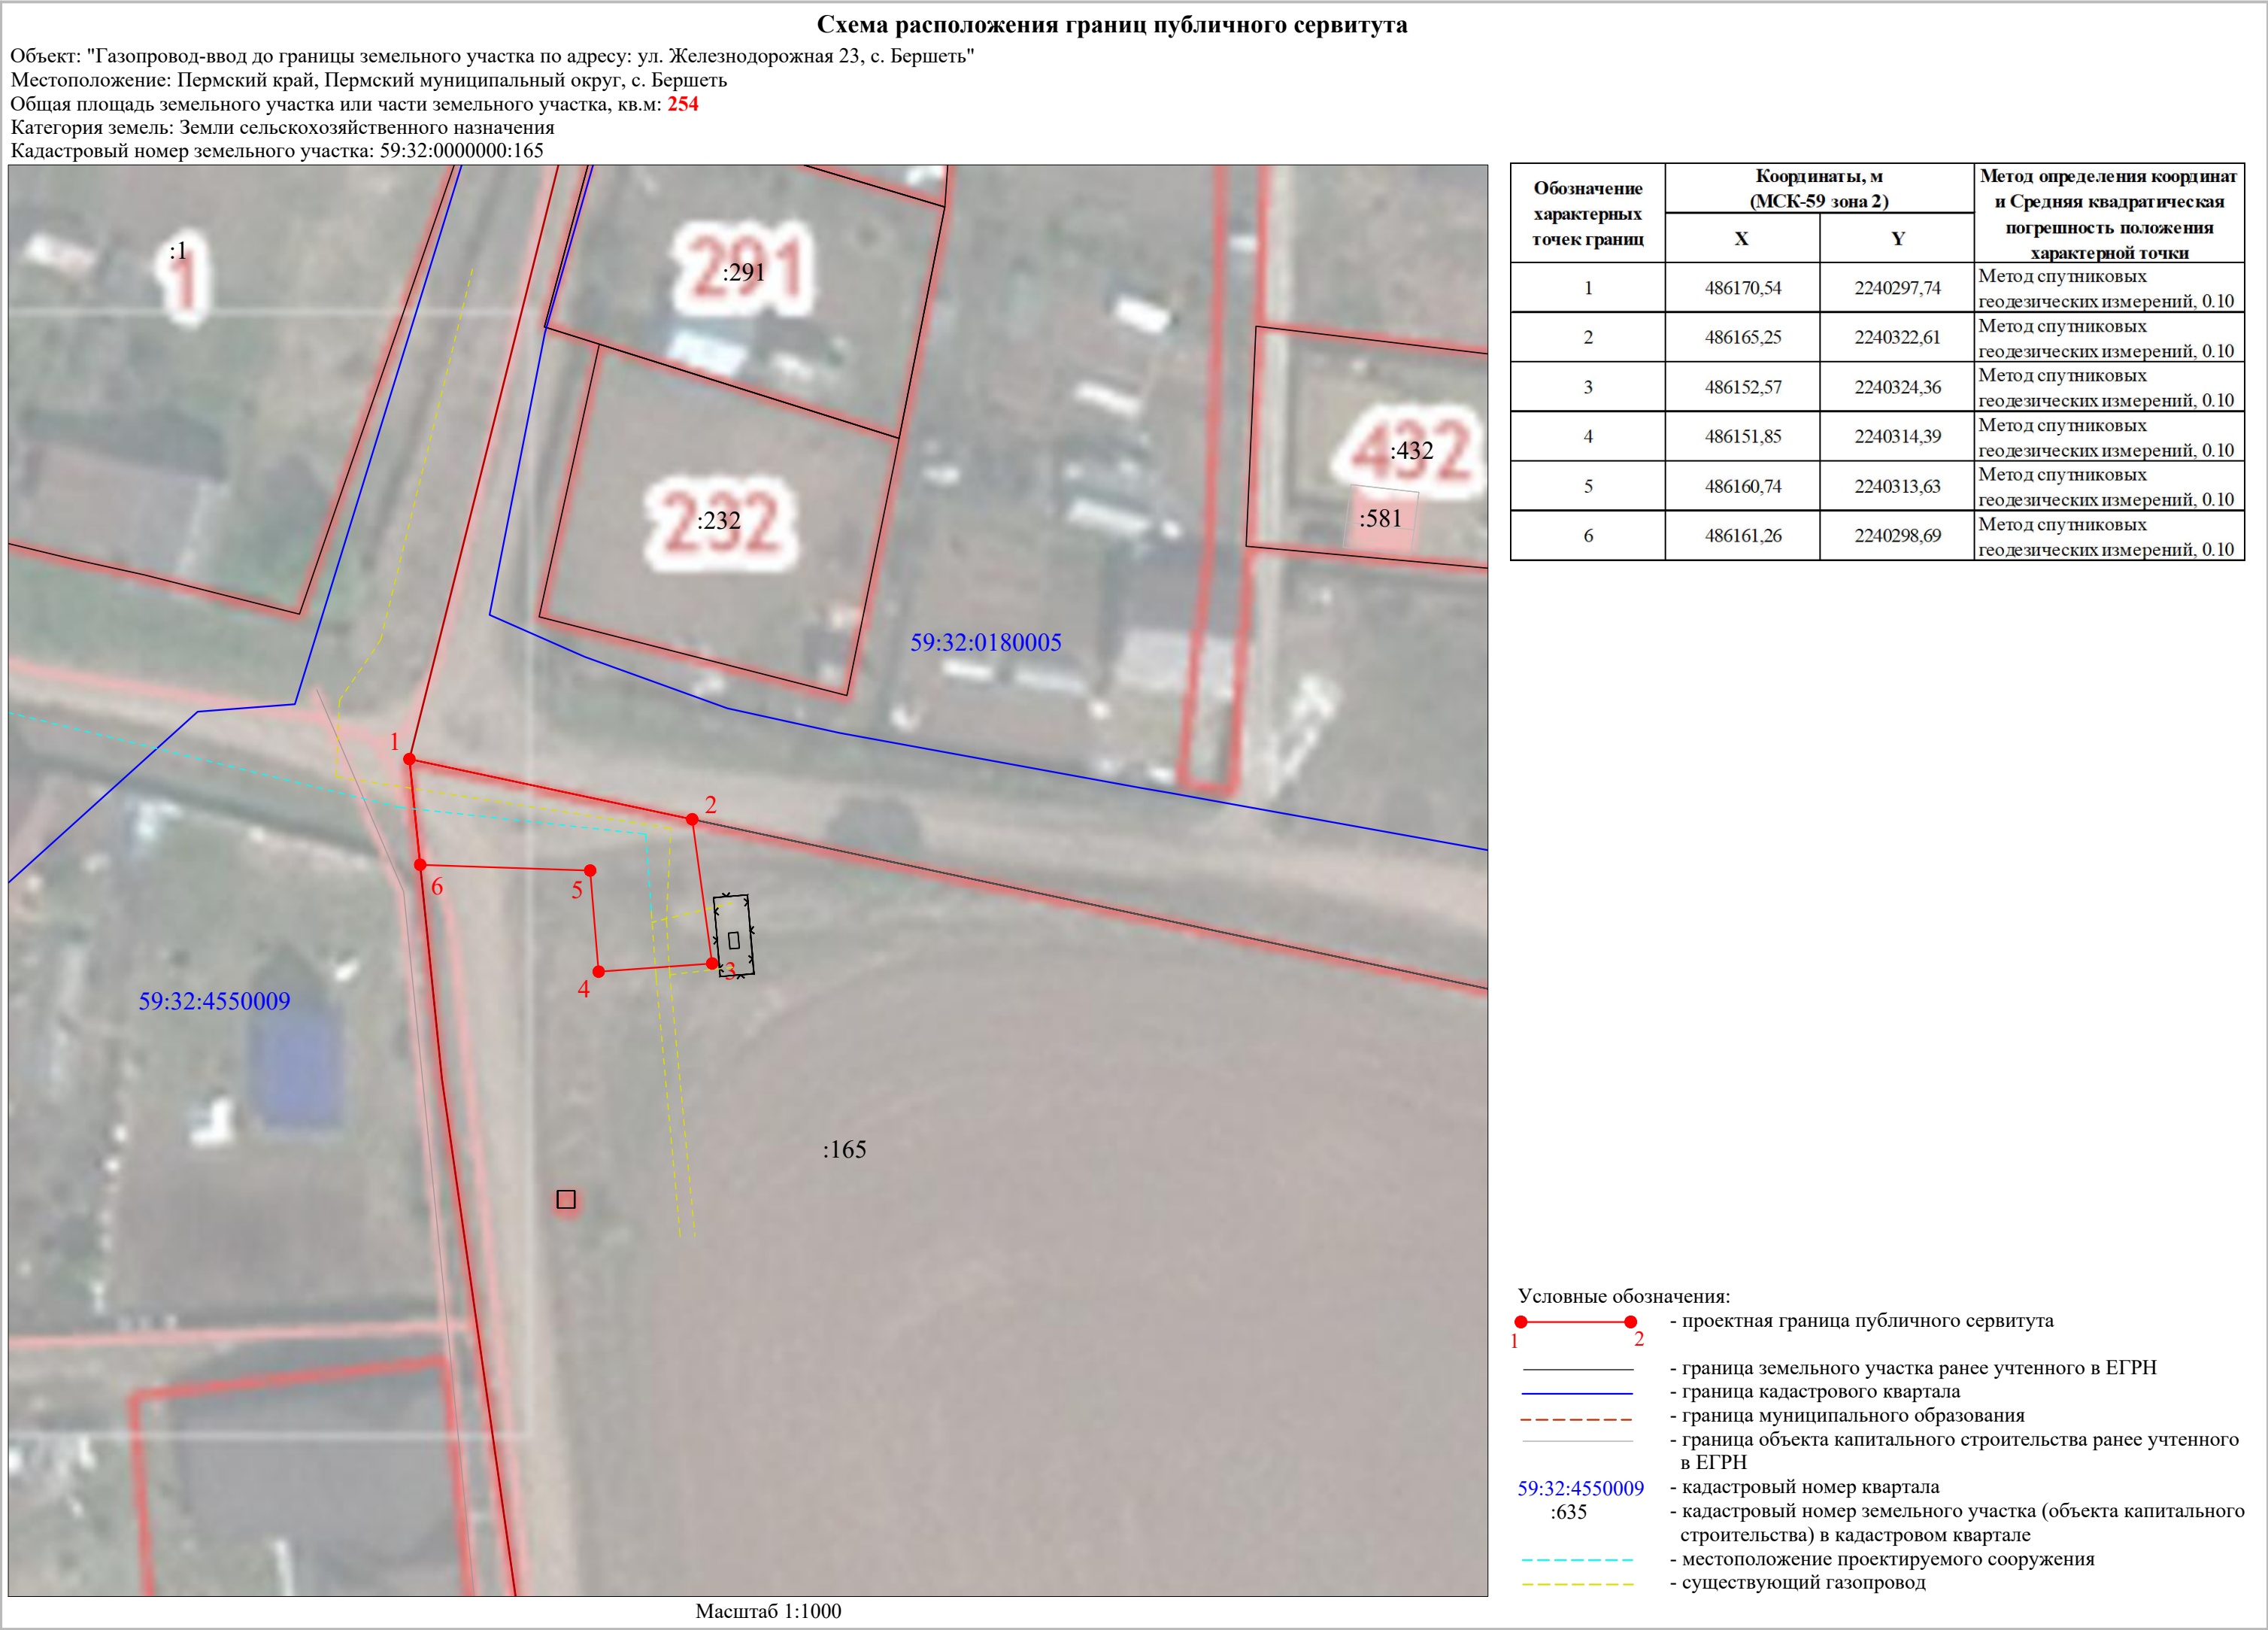 Схема расположения границ публичного сервитута
Объект: "Газопровод-ввод до границы земельного участка по адресу: ул. Железнодорожная 23, с. Бершеть"
Местоположение: Пермский край, Пермский муниципальный округ, с. Бершеть
Общая площадь земельного участка или части земельного участка, кв.м: 254
Категория земель: Земли сельскохозяйственного назначения
Кадастровый номер земельного участка: 59:32:0000000:165
:1
1
291
:291
432
:432
:581
232
:232
59:32:0180005
1
2
6
5
3
4
59:32:4550009
:165
Масштаб 1:1000
Обозначение
характерных
точек границ
Координаты, м
(МСК-59 зона 2)
X
Y
Метод определения координат
и Средняя квадратическая
погрешность положения
характерной точки
1 486170,54 2240297,74 Метод спутниковых
геодезических измерений, 0.10
2 486165,25 2240322,61 Метод спутниковых
геодезических измерений, 0.10
3 486152,57 2240324,36 Метод спутниковых
геодезических измерений, 0.10
4 486151,85 2240314,39 Метод спутниковых
геодезических измерений, 0.10
5 486160,74 2240313,63 Метод спутниковых
геодезических измерений, 0.10
6 486161,26 2240298,69 Метод спутниковых
геодезических измерений, 0.10
Условные обозначения:
1 2 - проектная граница публичного сервитута
- граница земельного участка ранее учтенного в ЕГРН
- граница кадастрового квартала
- граница муниципального образования
- граница объекта капитального строительства ранее учтенного
в ЕГРН
59:32:4550009 - кадастровый номер квартала
:635 - кадастровый номер земельного участка (объекта капитального
строительства) в кадастровом квартале
- местоположение проектируемого сооружения
- существующий газопровод